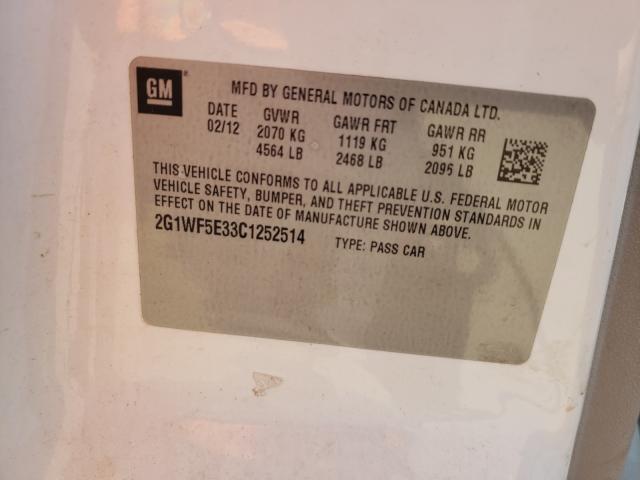 GM
MFD BY GENERAL MOTORS OF CANADA LTD.
DATE GVWR GAWR FRT GAWR RR
02/12 2070 KG 1119 KG 951 KG
4564 LB 2468 LB 2096 LB
THIS VEHICLE CONFORMS TO ALL APPLICABLE U.S. FEDERAL MOTOR
VEHICLE SAFETY, BUMPER, AND THEFT PREVENTION STANDARDS IN
EFFECT ON THE DATE OF MANUFACTURE SHOWN ABOVE.
2G1WF5E33C1252514 TYPE: PASS CAR